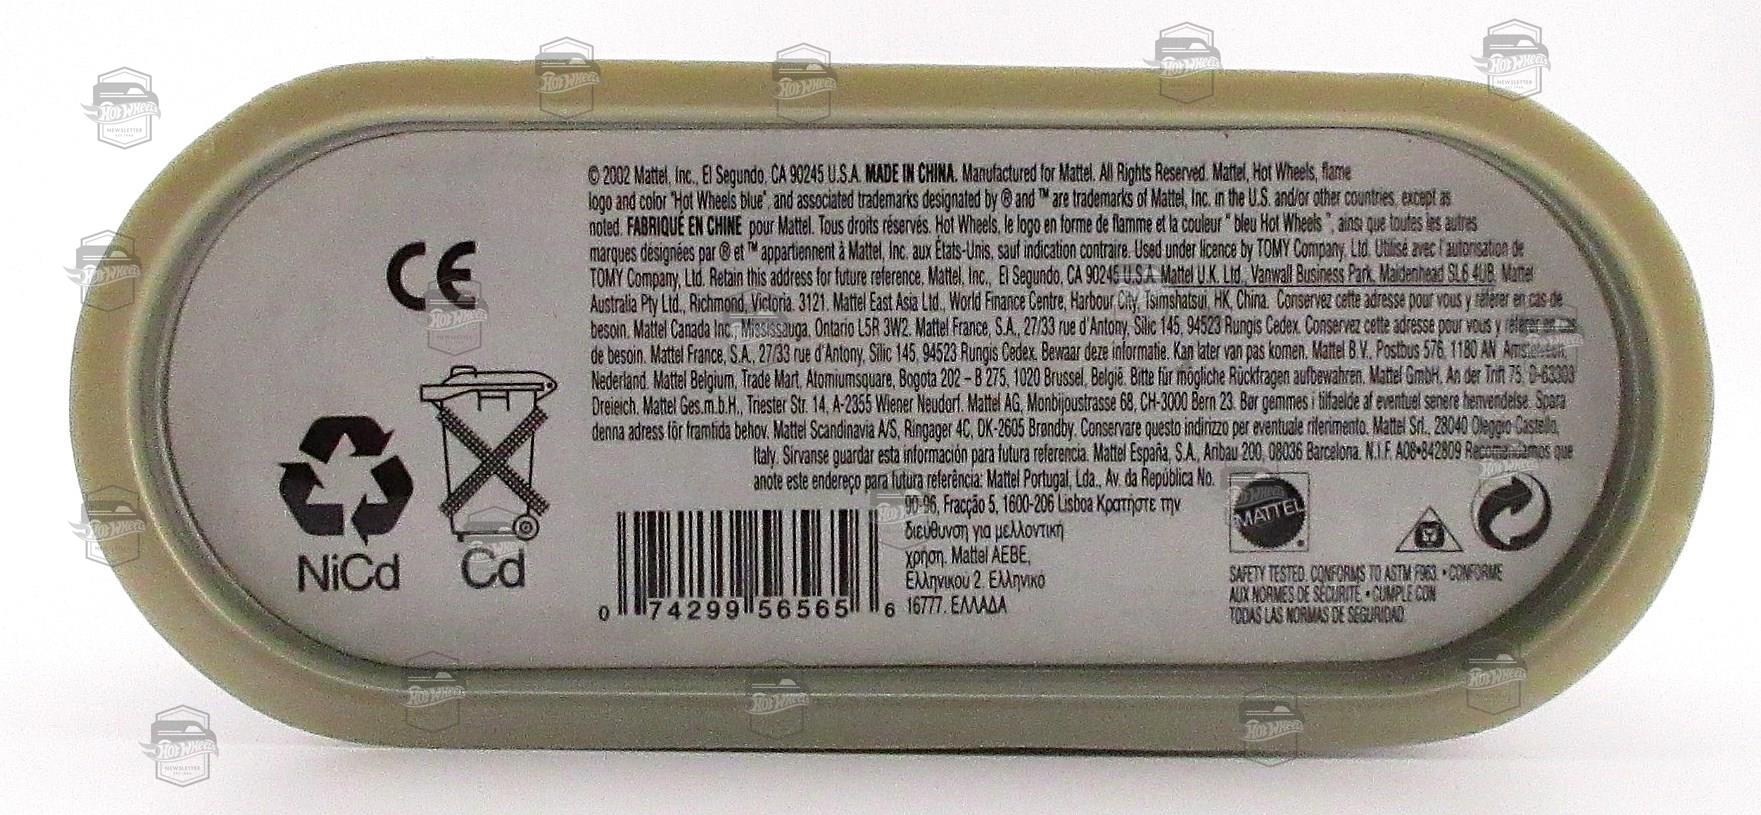 © 2002 Mattel, Inc., El Segundo, CA 90245 U.S.A. MADE IN CHINA. Manufactured for Mattel. All Rights Reserved. Mattel, Hot Wheels, flame
logo and color "Hot Wheels blue", and associated trademarks designated by ® and ™ are trademarks of Mattel, Inc. in the U.S. and/or other countries, except as
noted. FABRIQUÉ EN CHINE pour Mattel. Tous droits réservés. Hot Wheels, le logo en forme de flamme et la couleur " bleu Hot Wheels ", ainsi que toutes les autres
marques désignées par ® et ™ appartiennent à Mattel, Inc. aux États-Unis, sauf indication contraire. Used under licence by TOMY Company, Ltd. Utilisé avec l'autorisation de
TOMY Company, Ltd. Retain this address for future reference. Mattel, Inc., El Segundo, CA 90245 U.S.A. Mattel U.K. Ltd., Vanwall Business Park, Maidenhead SL6 4UB. Mattel
Australia Pty Ltd., Richmond, Victoria. 3121. Mattel East Asia Ltd., World Finance Centre, Harbour City, Tsimshatsui, HK, China. Conservez cette adresse pour vous y référer en cas de
besoin. Mattel Canada Inc., Mississauga, Ontario L5R 3W2. Mattel France, S.A., 27/33 rue d'Antony, Silic 145, 94523 Rungis Cedex. Conservez cette adresse pour vous y référer en cas
de besoin. Mattel France, S.A., 27/33 rue d'Antony, Silic 145, 94523 Rungis Cedex. Bewaar deze informatie. Kan later van pas komen. Mattel B.V., Postbus 576, 1180 AN Amstelveen,
Nederland. Mattel Belgium, Trade Mart, Atomiumsquare, Bogota 202 – B 275, 1020 Brussel, België. Bitte für mögliche Rückfragen aufbewahren. Mattel GmbH, An der Trift 75, D-63303
Dreieich. Mattel Ges.m.b.H., Triester Str. 14, A-2355 Wiener Neudorf. Mattel AG, Monbijoustrasse 68, CH-3000 Bern 23. Bør gemmes i tilfælde af eventuel senere henvendelse. Spara
denna adress för framtida behov. Mattel Scandinavia A/S, Ringager 4C, DK-2605 Brøndby. Conservare questo indirizzo per eventuale riferimento. Mattel Srl., 28040 Oleggio Castello,
Italy. Sírvanse guardar esta información para futura referencia. Mattel España, S.A., Aribau 200, 08036 Barcelona. N.I.F. A08•842809 Recomendamos que
anote este endereço para futura referência: Mattel Portugal, Lda., Av. da República No.
90-96, Fracção 5, 1600-206 Lisboa Κρατήστε την
διεύθυνση για μελλοντική
χρήση. Mattel AEBE,
Ελληνικου 2. Ελληνικό
16777. ΕΛΛΑΔΑ
CE
NiCd
Cd
0 74299 56565 6
MATTEL
SAFETY TESTED. CONFORMS TO ASTM F963. • CONFORME
AUX NORMES DE SÉCURITÉ. • CUMPLE CON
TODAS LAS NORMAS DE SEGURIDAD.
HOT WHEELS
NEWSLETTER